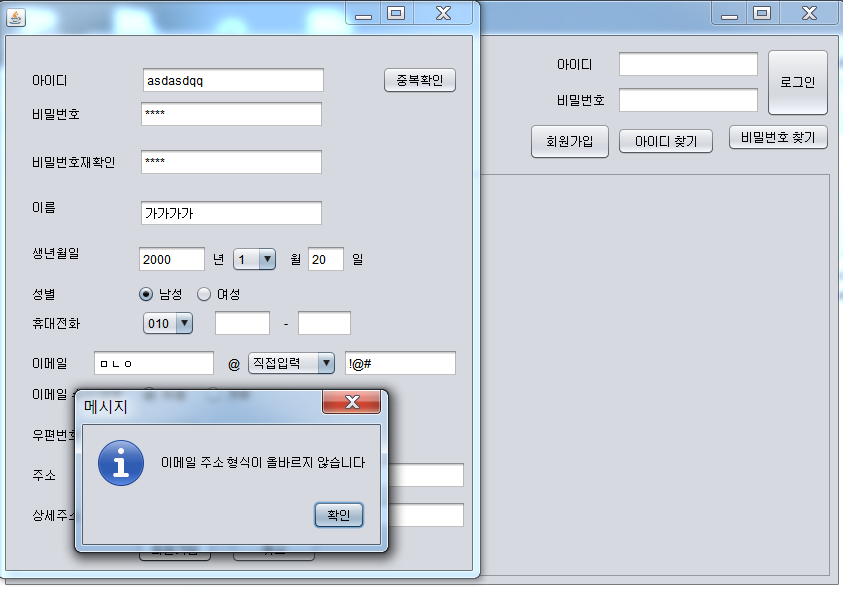 아이디 asdasdqq 중복확인
비밀번호 ****
비밀번호재확인 ****
이름 가가가가
생년월일 2000 년 1 월 20 일
성별 남성 여성
휴대전화 010 -
이메일 ㅁㄴㅇ @ 직접입력 !@#
이메일
우편번호
주소
상세주소
메시지
이메일 주소 형식이 올바르지 않습니다
확인
아이디
비밀번호
로그인
회원가입 아이디 찾기 비밀번호 찾기